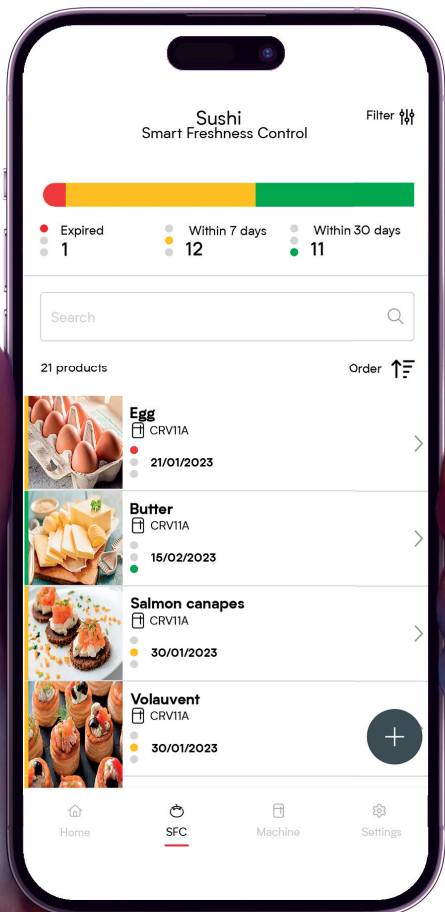 Sushi
Smart Freshness Control
Filter
Expired
1
Within 7 days
12
Within 30 days
11
Search
21 products
Order
Egg
CRV11A
21/01/2023
Butter
CRV11A
15/02/2023
Salmon canapes
CRV11A
30/01/2023
Volauvent
CRV11A
30/01/2023
Home
SFC
Machine
Settings